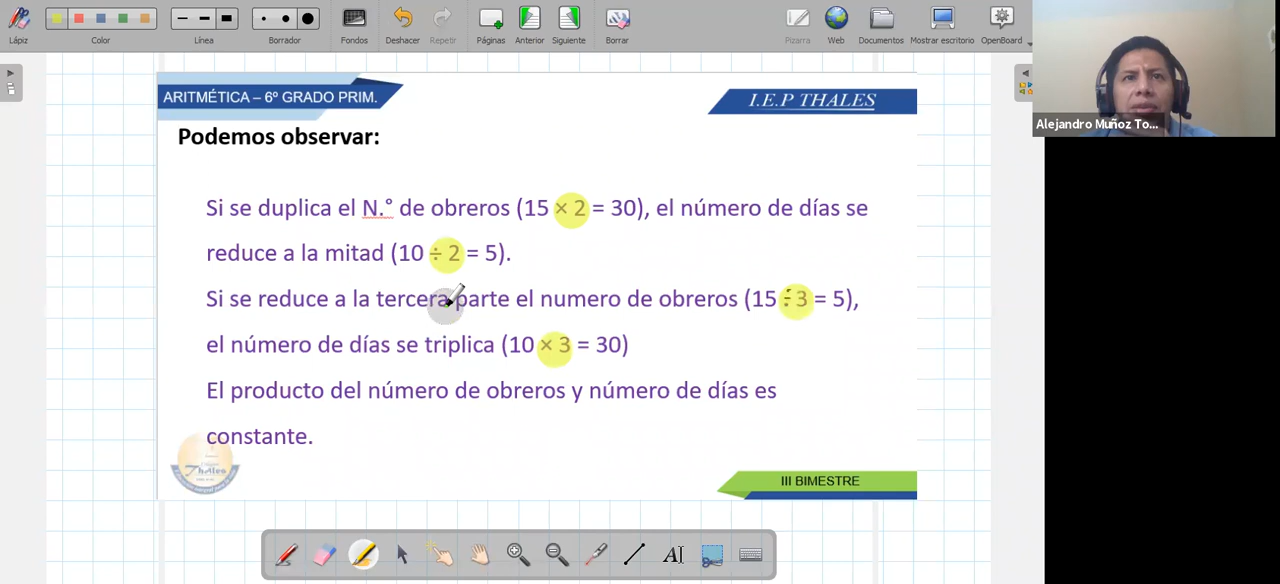 Lápiz Color Línea Borrador Fondos Deshacer Repetir Páginas Anterior Siguiente Borrar Pizarra Web Documentos Mostrar escritorio OpenBoard
ARITMÉTICA – 6º GRADO PRIM.
I.E.P THALES
Alejandro Muñoz To...
Podemos observar:
Si se duplica el N.° de obreros (15 × 2 = 30), el número de días se
reduce a la mitad (10 ÷ 2 = 5).
Si se reduce a la tercera parte el numero de obreros (15 ÷ 3 = 5),
el número de días se triplica (10 × 3 = 30)
El producto del número de obreros y número de días es
constante.
Thales
III BIMESTRE